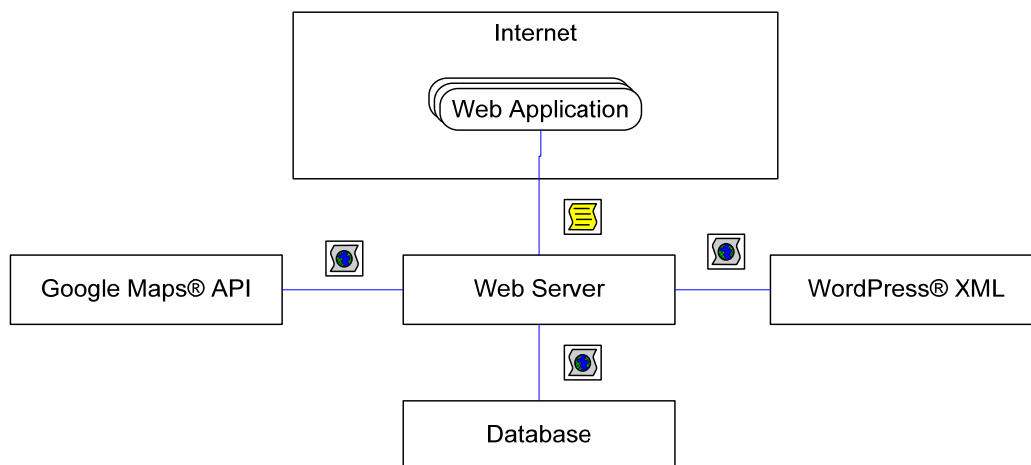 Internet
Web Application
Google Maps® API
Web Server
WordPress® XML
Database